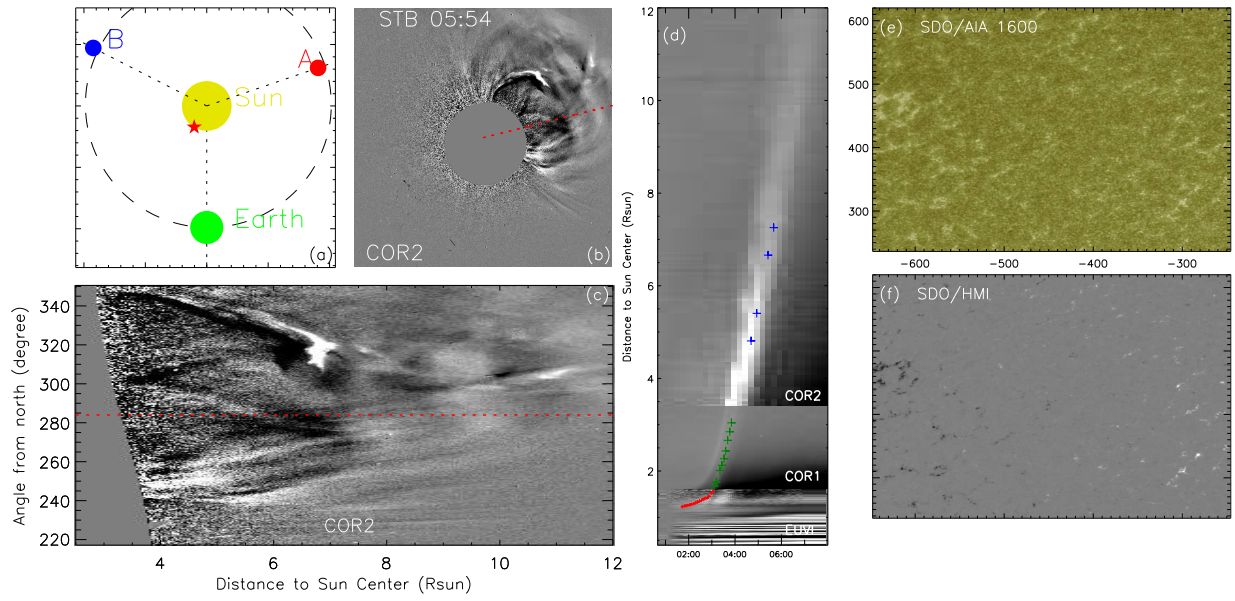 B
A
Sun
Earth
(a)
STB 05:54
COR2
(b)
(c)
350
320
300
280
260
240
220
Angle from north (degree)
COR2
4
6
8
10
12
Distance to Sun Center (Rsun)
(d)
12
10
8
6
4
2
Distance to Sun Center (Rsun)
COR2
COR1
EUVI
02:00
04:00
06:00
(e) SDO/AIA 1600
600
500
400
300
-600
-500
-400
-300
(f) SDO/HMI